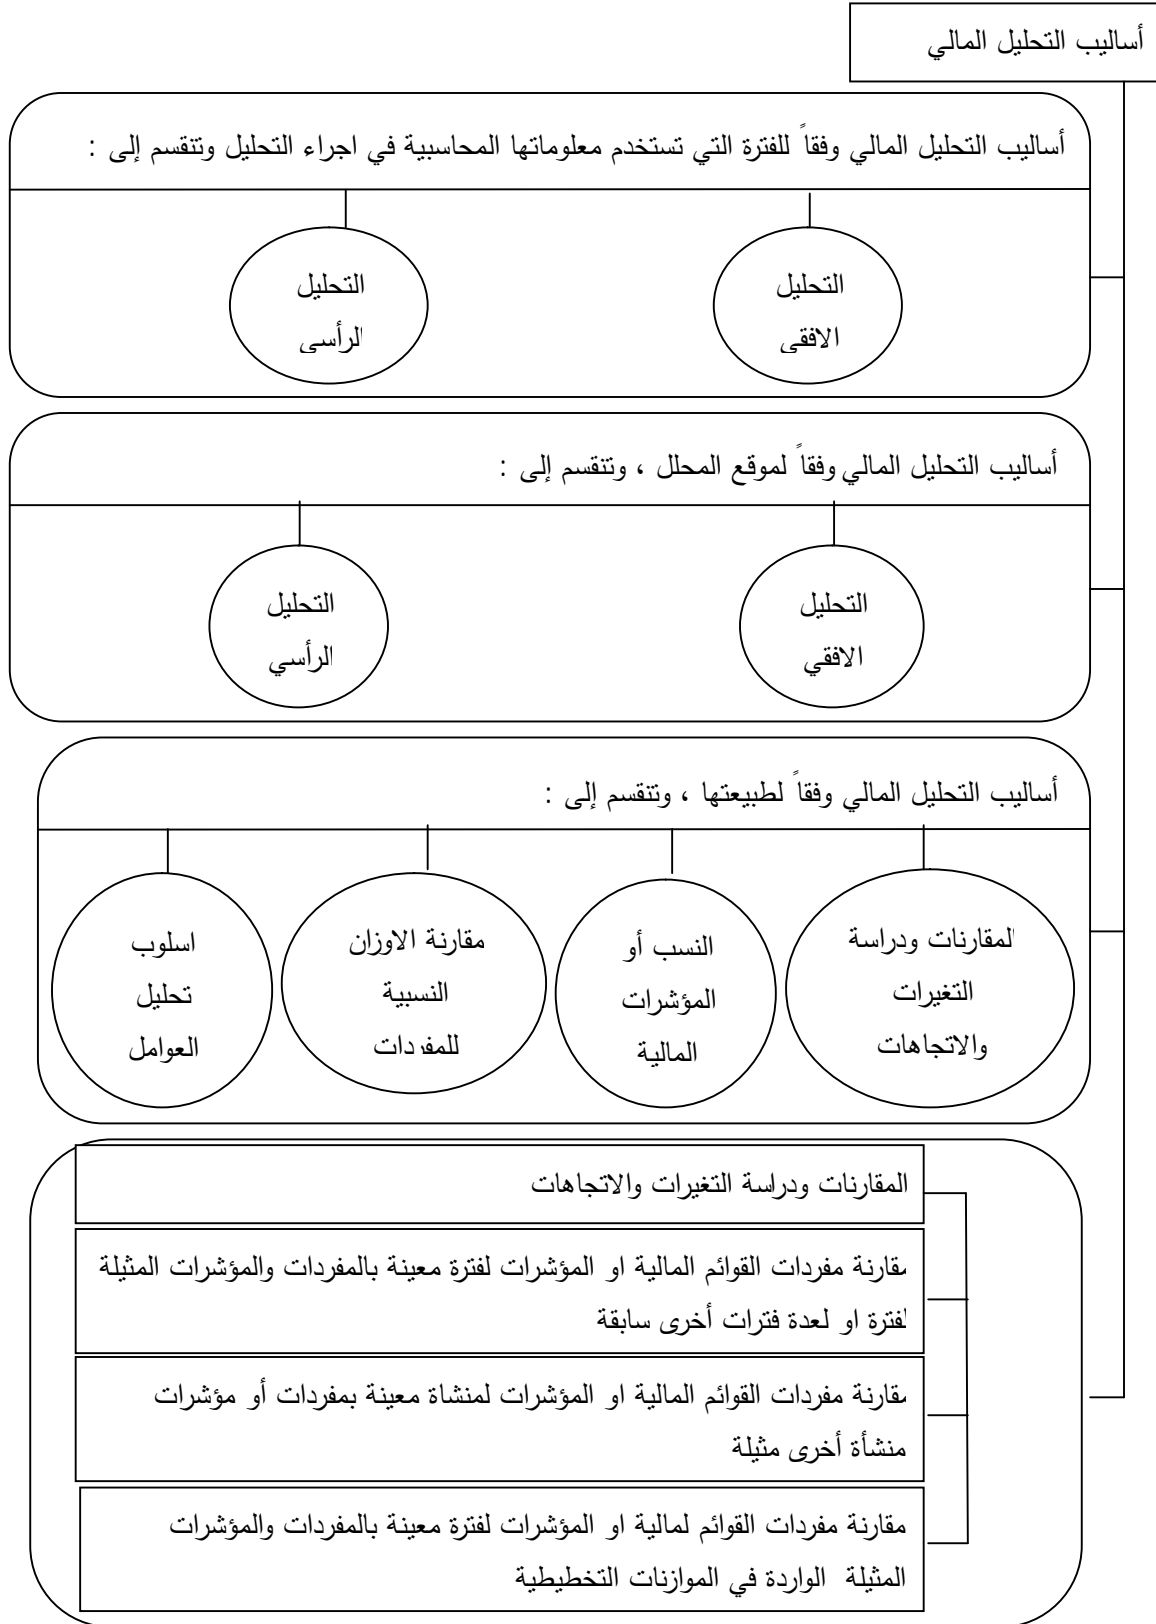 أساليب التحليل المالي
أساليب التحليل المالي وفقاً للفترة التي تستخدم معلوماتها المحاسبية في اجراء التحليل وتنقسم إلى :
التحليل
الافقي
التحليل
الرأسي
أساليب التحليل المالي وفقاً لموقع المحلل ، وتنقسم إلى :
التحليل
الافقي
التحليل
الرأسي
أساليب التحليل المالي وفقاً لطبيعتها ، وتنقسم إلى :
المقارنات ودراسة
التغيرات
والاتجاهات
النسب أو
المؤشرات
المالية
مقارنة الاوزان
النسبية
للمفردات
اسلوب
تحليل
العوامل
المقارنات ودراسة التغيرات والاتجاهات
مقارنة مفردات القوائم المالية او المؤشرات لفترة معينة بالمفردات والمؤشرات المثيلة
لفترة او لعدة فترات أخرى سابقة
مقارنة مفردات القوائم المالية او المؤشرات لمنشاة معينة بمفردات أو مؤشرات
منشأة أخرى مثيلة
مقارنة مفردات القوائم لمالية او المؤشرات لفترة معينة بالمفردات والمؤشرات
المثيلة الواردة في الموازنات التخطيطية